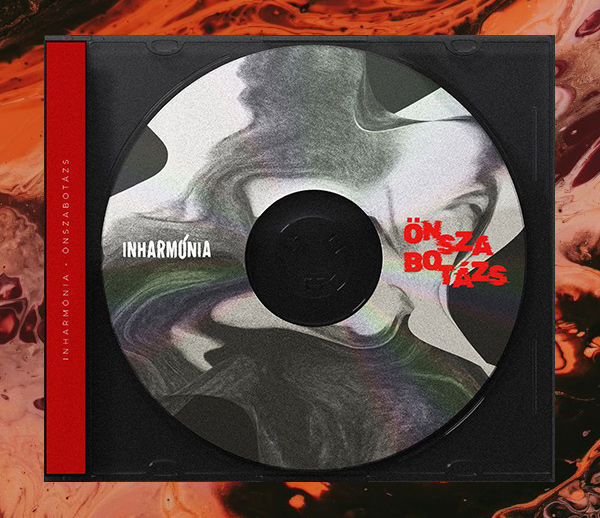 INHARMÓNIA - ÖNSZABOTÁZS
INHARMÓNIA
ÖN
SZA
BO
TÁZS